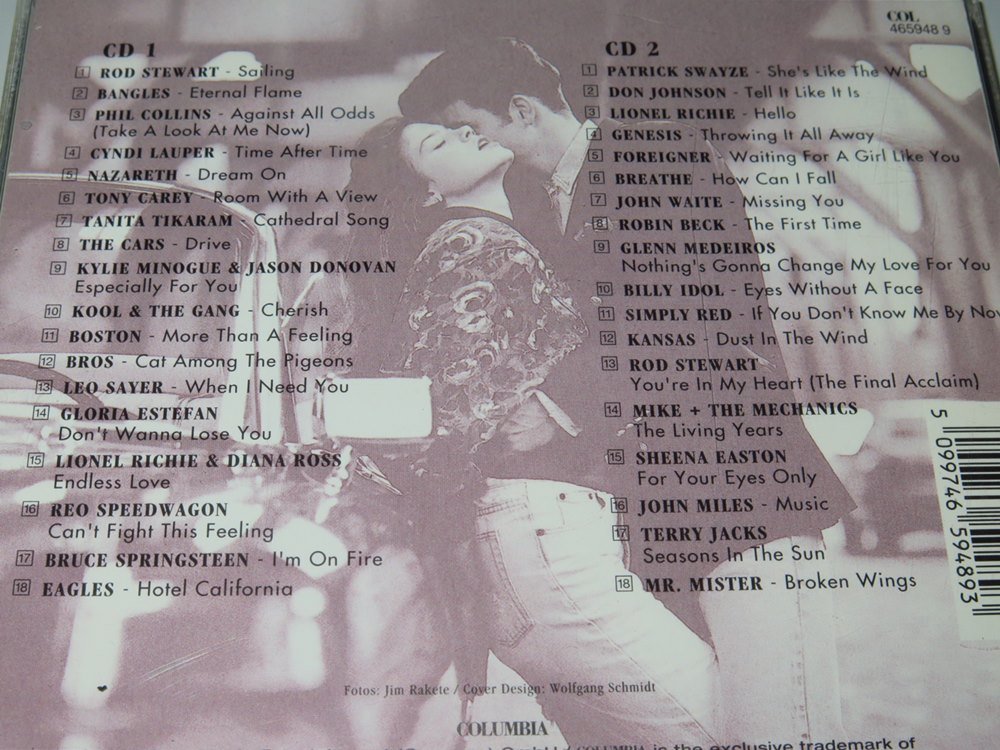 CD 1
1 ROD STEWART - Sailing
2 BANGLES - Eternal Flame
3 PHIL COLLINS - Against All Odds
(Take A Look At Me Now)
4 CYNDI LAUPER - Time After Time
5 NAZARETH - Dream On
6 TONY CAREY - Room With A View
7 TANITA TIKARAM - Cathedral Song
8 THE CARS - Drive
9 KYLIE MINOGUE & JASON DONOVAN
Especially For You
10 KOOL & THE GANG - Cherish
11 BOSTON - More Than A Feeling
12 BROS - Cat Among The Pigeons
13 LEO SAYER - When I Need You
14 GLORIA ESTEFAN
Don't Wanna Lose You
15 LIONEL RICHIE & DIANA ROSS
Endless Love
16 REO SPEEDWAGON
Can't Fight This Feeling
17 BRUCE SPRINGSTEEN - I'm On Fire
18 EAGLES - Hotel California
COL
465948 9
CD 2
1 PATRICK SWAYZE - She's Like The Wind
2 DON JOHNSON - Tell It Like It Is
3 LIONEL RICHIE - Hello
4 GENESIS - Throwing It All Away
5 FOREIGNER - Waiting For A Girl Like You
6 BREATHE - How Can I Fall
7 JOHN WAITE - Missing You
8 ROBIN BECK - The First Time
9 GLENN MEDEIROS
Nothing's Gonna Change My Love For You
10 BILLY IDOL - Eyes Without A Face
11 SIMPLY RED - If You Don't Know Me By Now
12 KANSAS - Dust In The Wind
13 ROD STEWART
You're In My Heart (The Final Acclaim)
14 MIKE + THE MECHANICS
The Living Years
15 SHEENA EASTON
For Your Eyes Only
16 JOHN MILES - Music
17 TERRY JACKS
Seasons In The Sun
18 MR. MISTER - Broken Wings
5 099746 594893
Fotos: Jim Rakete / Cover Design: Wolfgang Schmidt
COLUMBIA
COLUMBIA is the exclusive trademark of